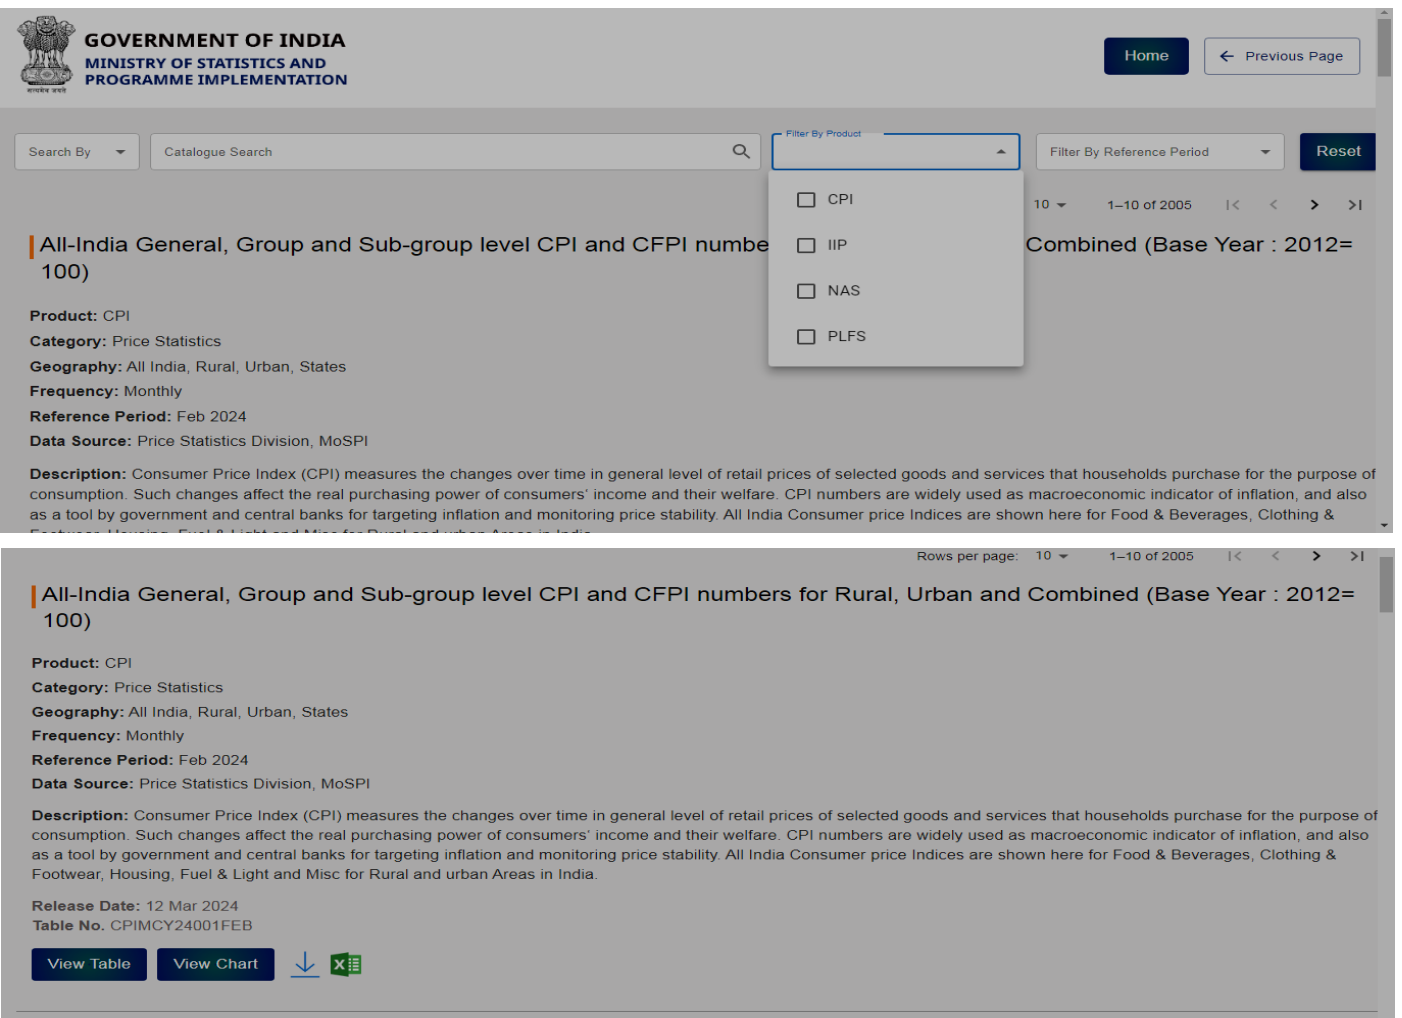 GOVERNMENT OF INDIA
MINISTRY OF STATISTICS AND
PROGRAMME IMPLEMENTATION
सत्यमेव जयते
Home
← Previous Page
Search By
Catalogue Search
Filter By Product
Filter By Reference Period
Reset
CPI
IIP
NAS
PLFS
10
1–10 of 2005
All-India General, Group and Sub-group level CPI and CFPI numbe Combined (Base Year : 2012=
100)
Product: CPI
Category: Price Statistics
Geography: All India, Rural, Urban, States
Frequency: Monthly
Reference Period: Feb 2024
Data Source: Price Statistics Division, MoSPI
Description: Consumer Price Index (CPI) measures the changes over time in general level of retail prices of selected goods and services that households purchase for the purpose of
consumption. Such changes affect the real purchasing power of consumers' income and their welfare. CPI numbers are widely used as macroeconomic indicator of inflation, and also
as a tool by government and central banks for targeting inflation and monitoring price stability. All India Consumer price Indices are shown here for Food & Beverages, Clothing &
Footwear, Housing, Fuel & Light and Misc for Rural and urban Areas in India.
Rows per page: 10 1–10 of 2005
All-India General, Group and Sub-group level CPI and CFPI numbers for Rural, Urban and Combined (Base Year : 2012=
100)
Product: CPI
Category: Price Statistics
Geography: All India, Rural, Urban, States
Frequency: Monthly
Reference Period: Feb 2024
Data Source: Price Statistics Division, MoSPI
Description: Consumer Price Index (CPI) measures the changes over time in general level of retail prices of selected goods and services that households purchase for the purpose of
consumption. Such changes affect the real purchasing power of consumers' income and their welfare. CPI numbers are widely used as macroeconomic indicator of inflation, and also
as a tool by government and central banks for targeting inflation and monitoring price stability. All India Consumer price Indices are shown here for Food & Beverages, Clothing &
Footwear, Housing, Fuel & Light and Misc for Rural and urban Areas in India.
Release Date: 12 Mar 2024
Table No. CPIMCY24001FEB
View Table
View Chart